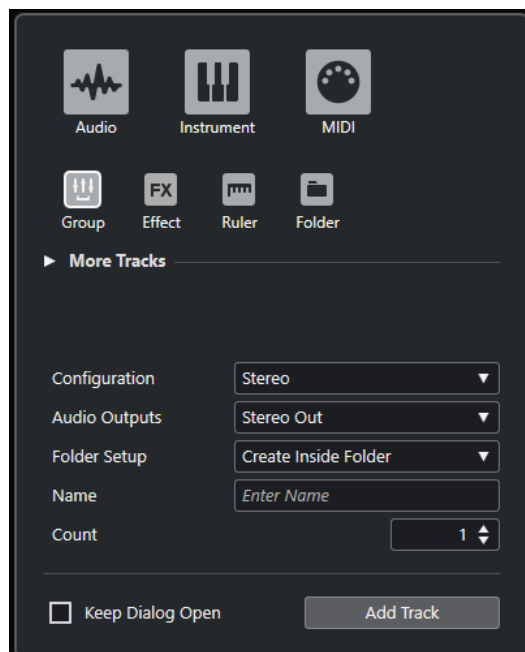 Audio Instrument MIDI
FX
Group Effect Ruler Folder
More Tracks
Configuration Stereo
Audio Outputs Stereo Out
Folder Setup Create Inside Folder
Name Enter Name
Count 1
Keep Dialog Open Add Track